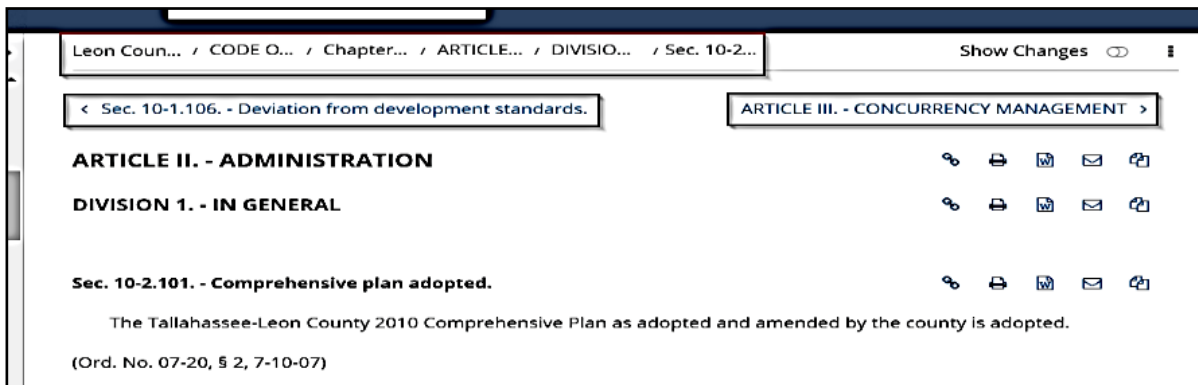 Leon Coun... / CODE O... / Chapter... / ARTICLE... / DIVISIO... / Sec. 10-2...
Show Changes
< Sec. 10-1.106. - Deviation from development standards.
ARTICLE III. - CONCURRENCY MANAGEMENT >
ARTICLE II. - ADMINISTRATION
DIVISION 1. - IN GENERAL
Sec. 10-2.101. - Comprehensive plan adopted.
The Tallahassee-Leon County 2010 Comprehensive Plan as adopted and amended by the county is adopted.
(Ord. No. 07-20, § 2, 7-10-07)